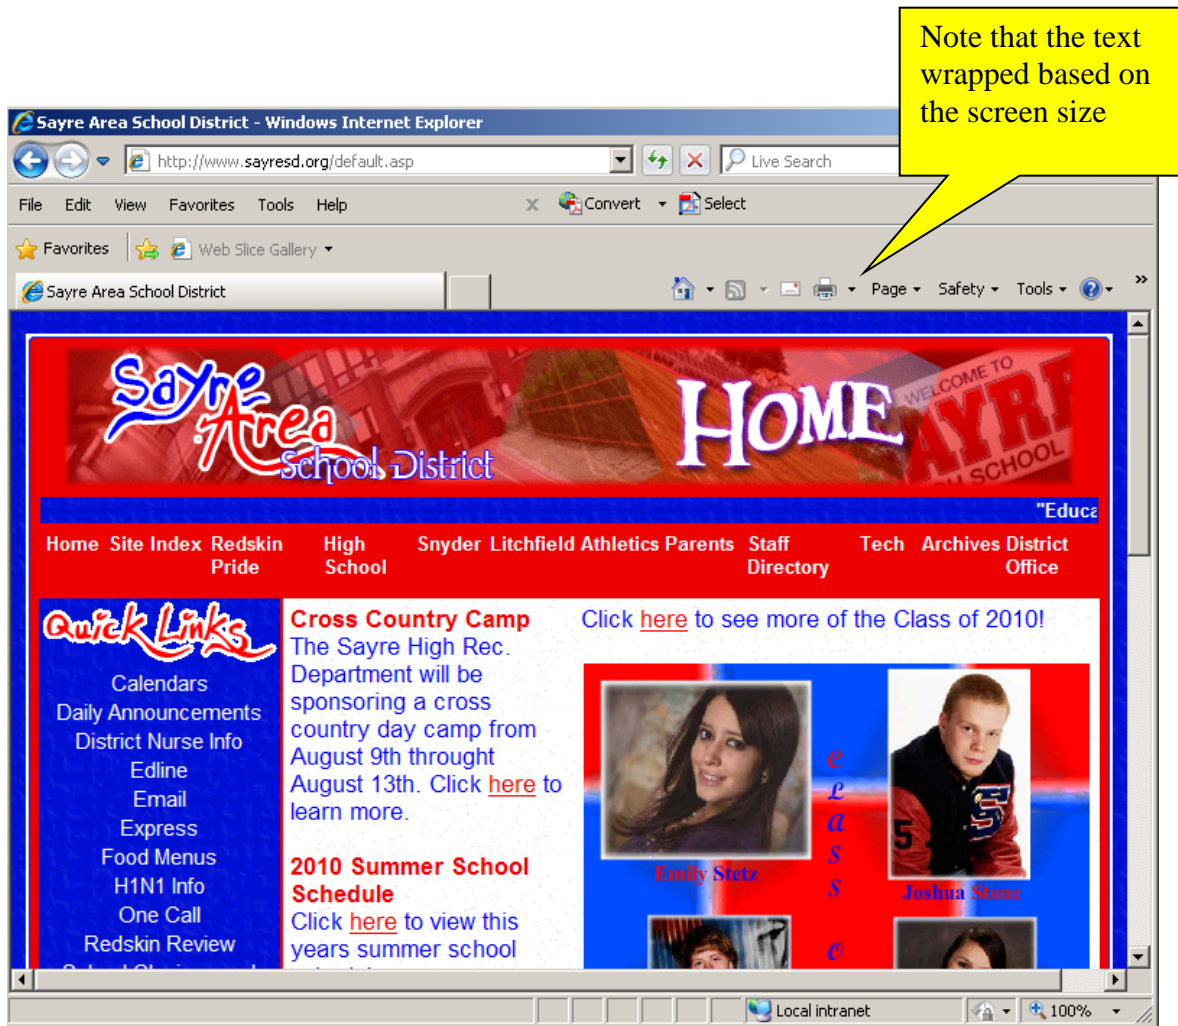 Note that the text
wrapped based on
the screen size
Sayre Area School District - Windows Internet Explorer
http://www.sayresd.org/default.asp
Live Search
File Edit View Favorites Tools Help
x Convert Select
Favorites Web Slice Gallery
Sayre Area School District
Page Safety Tools »
Sayre
Area
School District
HOME
WELCOME TO
SAYRE
SCHOOL
"Educa
Home Site Index Redskin Pride High School Snyder Litchfield Athletics Parents Staff Directory Tech Archives District Office
Quick Links
Calendars
Daily Announcements
District Nurse Info
Edline
Email
Express
Food Menus
H1N1 Info
One Call
Redskin Review
Cross Country Camp
The Sayre High Rec.
Department will be
sponsoring a cross
country day camp from
August 9th throught
August 13th. Click here to
learn more.
2010 Summer School
Schedule
Click here to view this
years summer school
Click here to see more of the Class of 2010!
Emily Stetz
Joshua Stone
C
L
a
s
s
o
5
S
Local intranet
100%